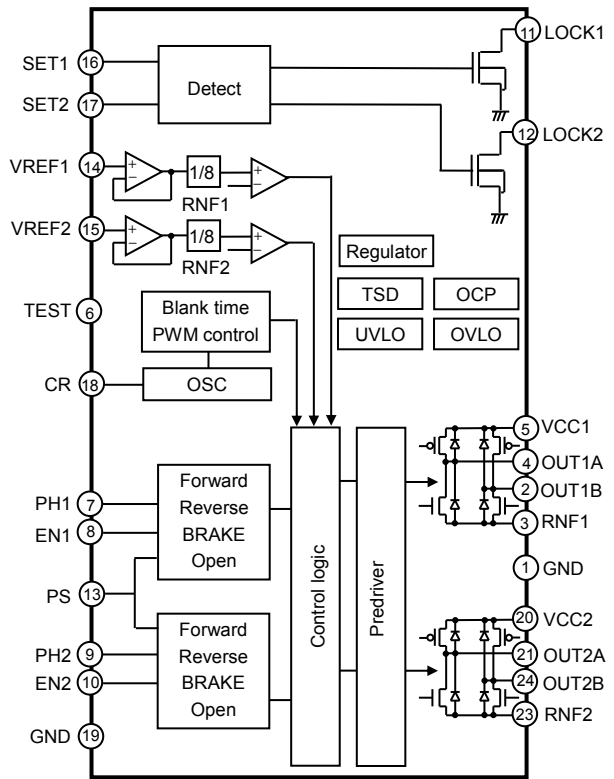 SET1 16
SET2 17
Detect
11 LOCK1
12 LOCK2
VREF1 14
+
−
1/8
RNF1
+
−
VREF2 15
+
−
1/8
RNF2
+
−
Regulator
TSD
OCP
UVLO
OVLO
TEST 6
Blank time
PWM control
CR 18
OSC
PH1 7
EN1 8
PS 13
PH2 9
EN2 10
GND 19
Forward
Reverse
BRAKE
Open
Forward
Reverse
BRAKE
Open
Control logic
Predriver
5 VCC1
4 OUT1A
2 OUT1B
3 RNF1
1 GND
20 VCC2
21 OUT2A
24 OUT2B
23 RNF2